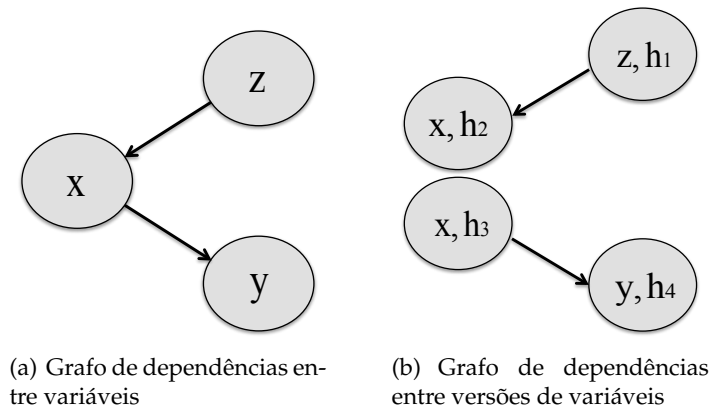 z
x
y
z, h1
x, h2
x, h3
y, h4
(a) Grafo de dependências en-
tre variáveis
(b) Grafo de dependências
entre versões de variáveis